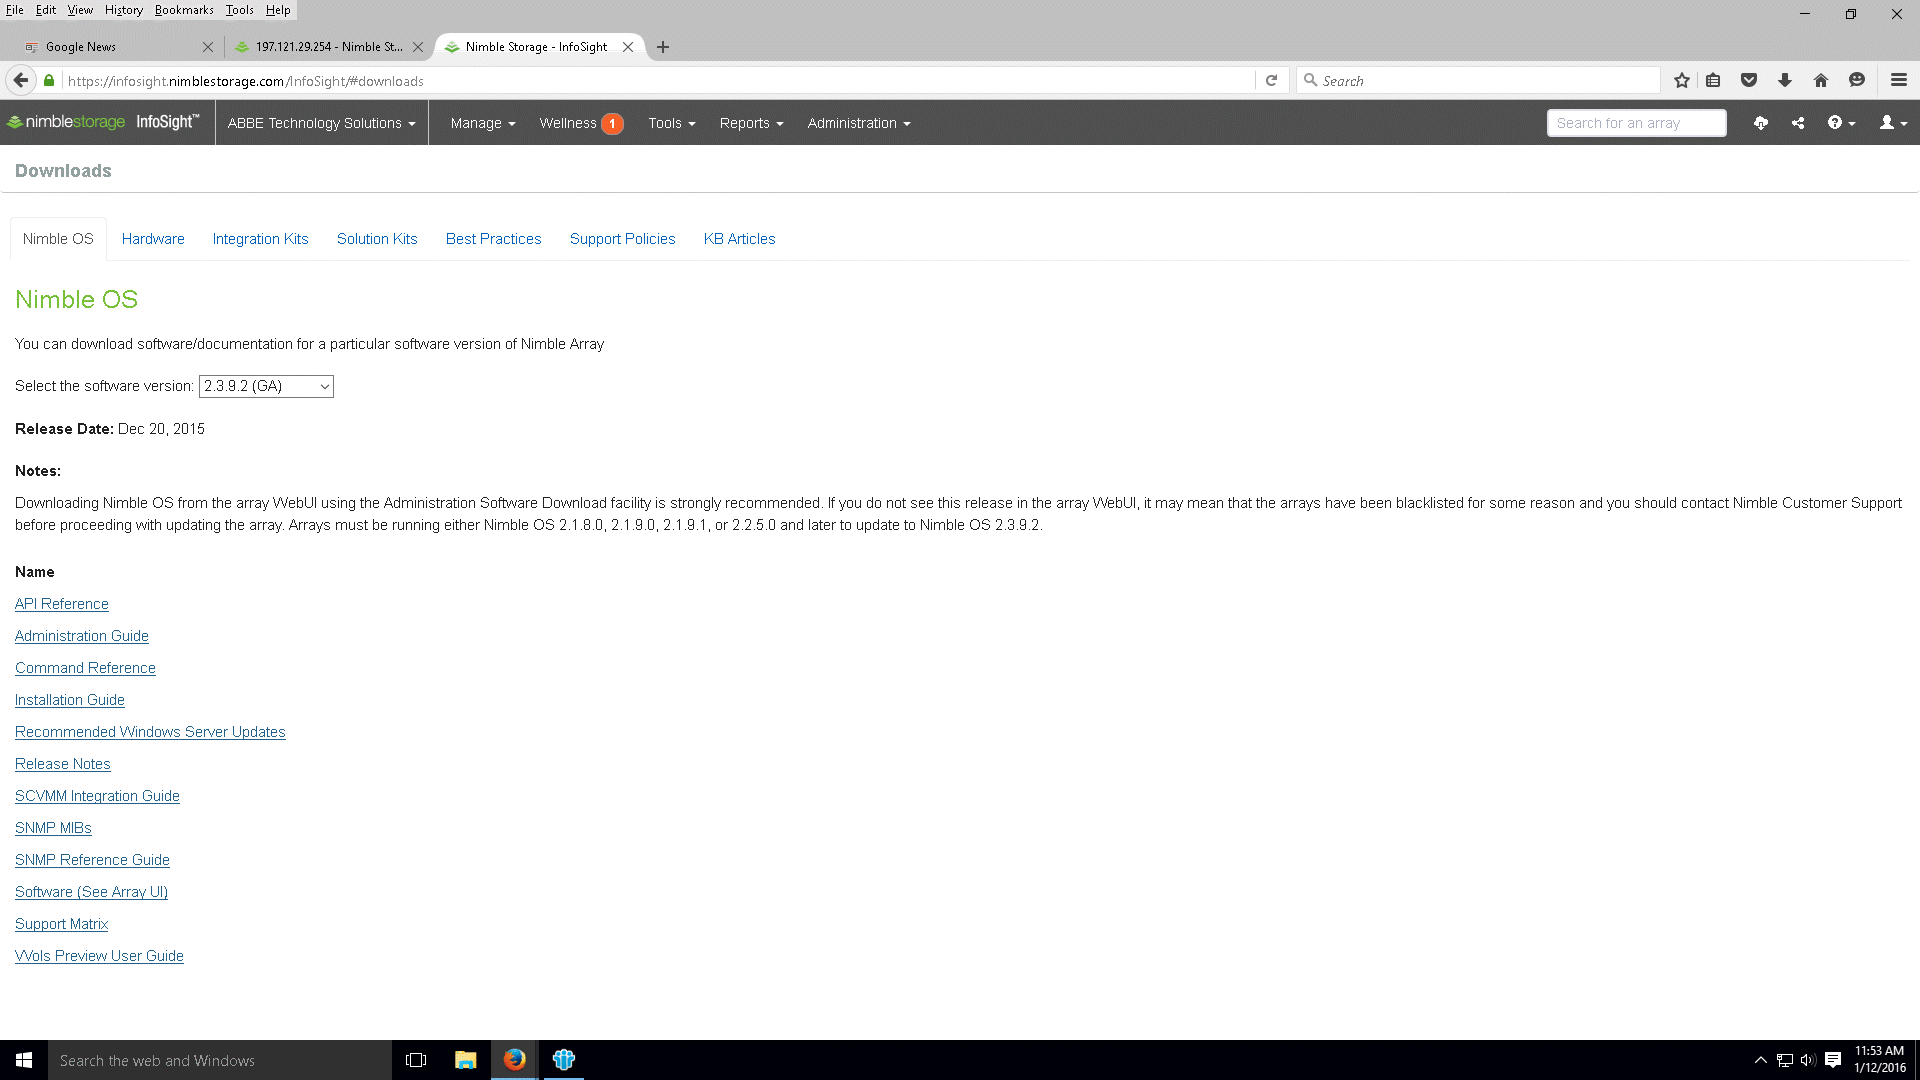 File Edit View History Bookmarks Tools Help
Google News
197.121.29.254 - Nimble St...
Nimble Storage - InfoSight
https://infosight.nimblestorage.com/InfoSight/#downloads
Search
nimblestorage InfoSight™
ABBE Technology Solutions
Manage
Wellness 1
Tools
Reports
Administration
Search for an array
Downloads
Nimble OS
Hardware
Integration Kits
Solution Kits
Best Practices
Support Policies
KB Articles
Nimble OS
You can download software/documentation for a particular software version of Nimble Array
Select the software version: 2.3.9.2 (GA)
Release Date: Dec 20, 2015
Notes:
Downloading Nimble OS from the array WebUI using the Administration Software Download facility is strongly recommended. If you do not see this release in the array WebUI, it may mean that the arrays have been blacklisted for some reason and you should contact Nimble Customer Support
before proceeding with updating the array. Arrays must be running either Nimble OS 2.1.8.0, 2.1.9.0, 2.1.9.1, or 2.2.5.0 and later to update to Nimble OS 2.3.9.2.
Name
API Reference
Administration Guide
Command Reference
Installation Guide
Recommended Windows Server Updates
Release Notes
SCVMM Integration Guide
SNMP MIBs
SNMP Reference Guide
Software (See Array UI)
Support Matrix
VVols Preview User Guide
Search the web and Windows
11:53 AM
1/12/2016